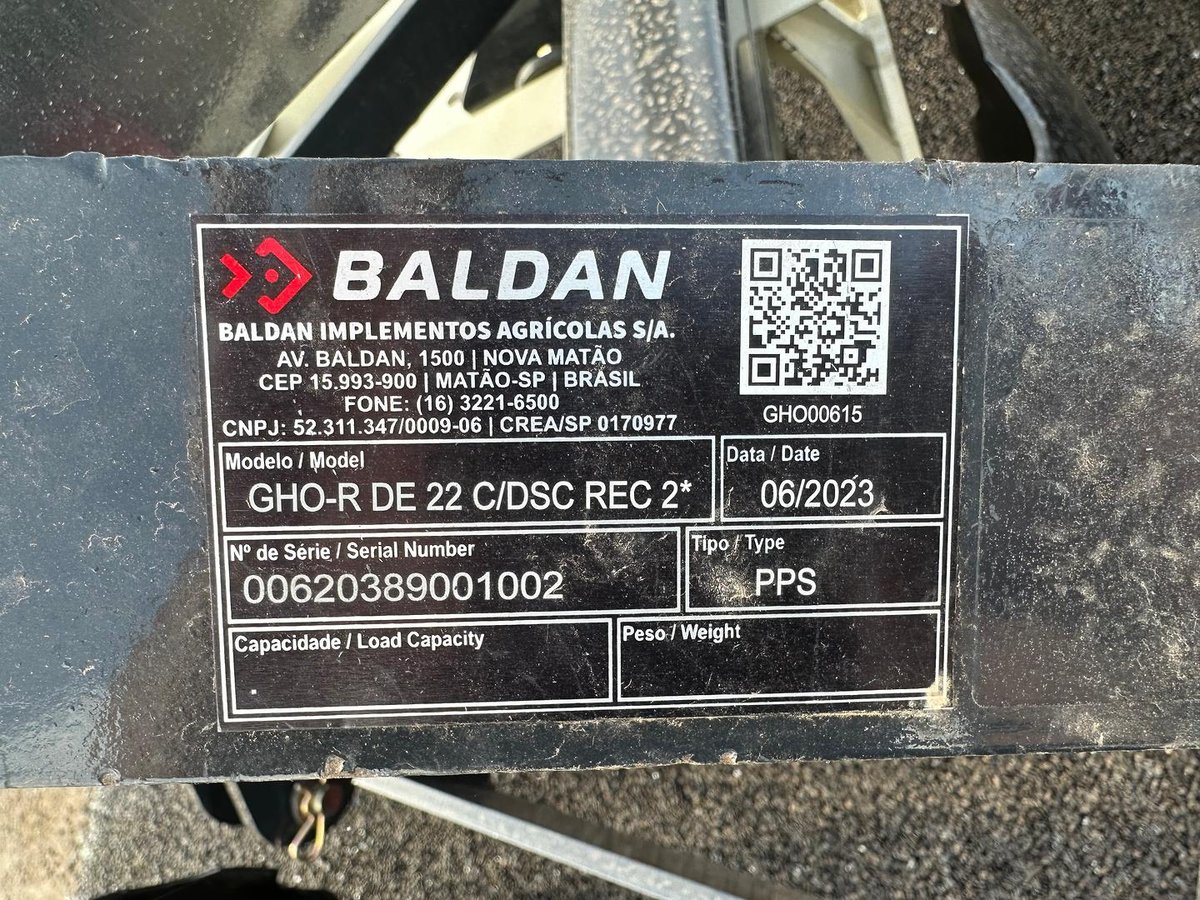 BALDAN
BALDAN IMPLEMENTOS AGRÍCOLAS S/A.
AV. BALDAN, 1500 | NOVA MATÃO
CEP 15.993-900 | MATÃO-SP | BRASIL
FONE: (16) 3221-6500
CNPJ: 52.311.347/0009-06 | CREA/SP 0170977
GHO00615
Modelo / Model
GHO-R DE 22 C/DSC REC 2*
Data / Date
06/2023
Nº de Série / Serial Number
00620389001002
Tipo / Type
PPS
Capacidade / Load Capacity
.
Peso / Weight